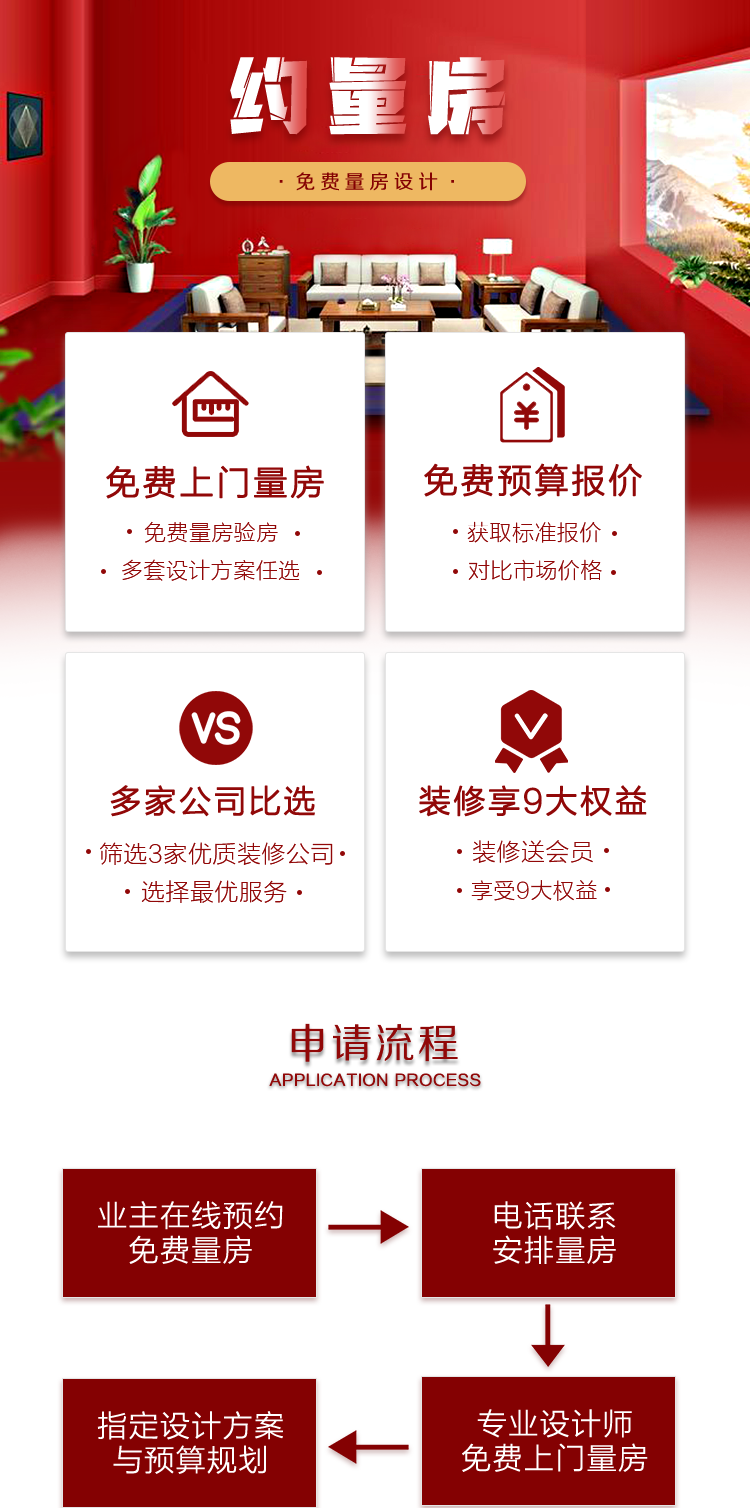 约量房
· 免费量房设计 ·
免费上门量房
• 免费量房验房 •
• 多套设计方案任选 •
¥
免费预算报价
• 获取标准报价 •
• 对比市场价格 •
VS
多家公司比选
• 筛选3家优质装修公司 •
• 选择最优服务 •
装修享9大权益
• 装修送会员 •
• 享受9大权益 •
申请流程
APPLICATION PROCESS
业主在线预约
免费量房
电话联系
安排量房
专业设计师
免费上门量房
指定设计方案
与预算规划